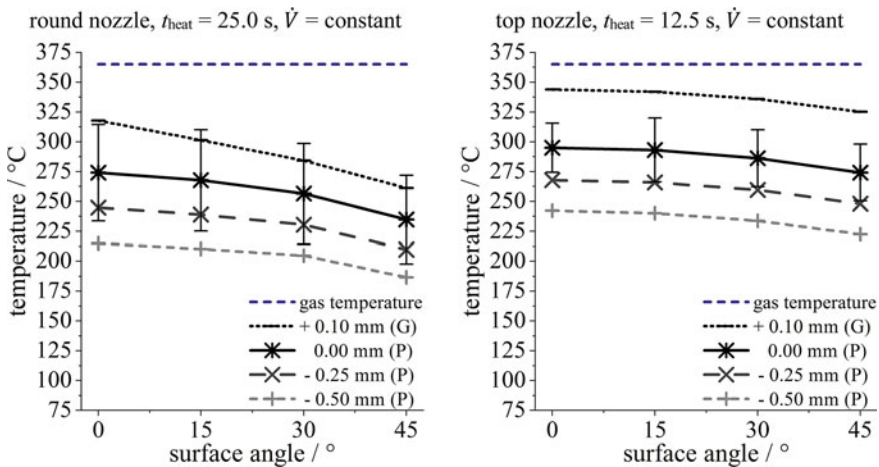 round nozzle, t_heat = 25.0 s, V̇ = constant
temperature / °C
375
350
325
300
275
250
225
200
175
150
125
100
75
gas temperature
+ 0.10 mm (G)
0.00 mm (P)
- 0.25 mm (P)
- 0.50 mm (P)
0 15 30 45
surface angle / °
top nozzle, t_heat = 12.5 s, V̇ = constant
temperature / °C
375
350
325
300
275
250
225
200
175
150
125
100
75
gas temperature
+ 0.10 mm (G)
0.00 mm (P)
- 0.25 mm (P)
- 0.50 mm (P)
0 15 30 45
surface angle / °